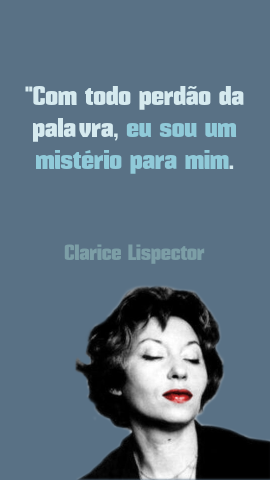 "Com todo perdão da
palavra, eu sou um
mistério para mim.
Clarice Lispector